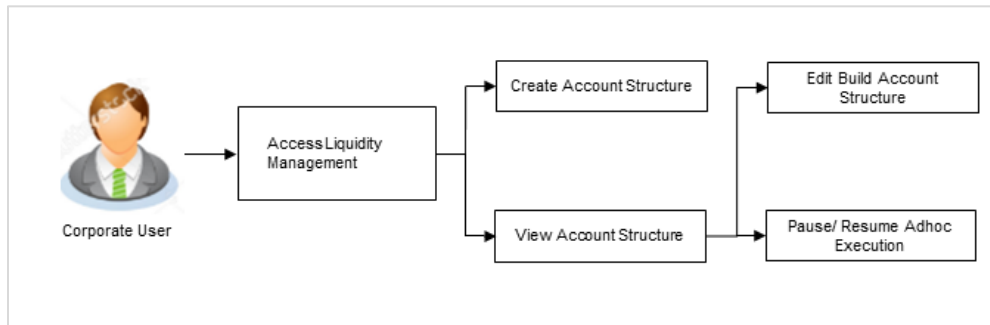 Create Account Structure
Edit Build Account
Structure
Access Liquidity
Management
Corporate User
View Account Structure
Pause/ Resume Adhoc
Execution